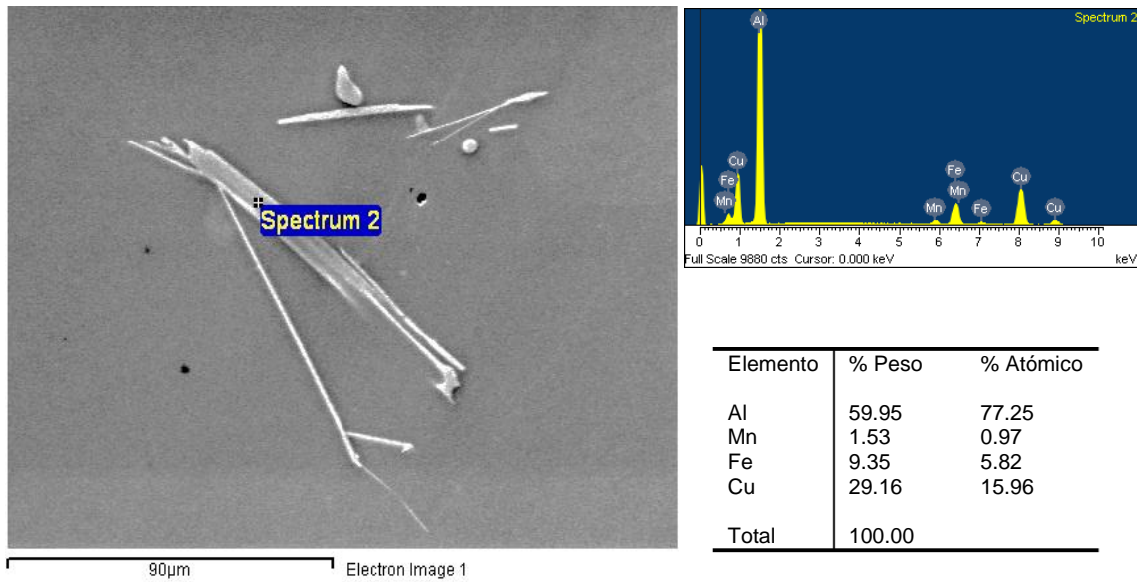 Spectrum 2
90µm
Electron Image 1
Spectrum 2
Al
Cu
Fe
Mn
Fe
Mn
Mn
Fe
Cu
Cu
0 1 2 3 4 5 6 7 8 9 10
Full Scale 9880 cts Cursor: 0.000 keV keV
Elemento % Peso % Atómico
Al 59.95 77.25
Mn 1.53 0.97
Fe 9.35 5.82
Cu 29.16 15.96
Total 100.00